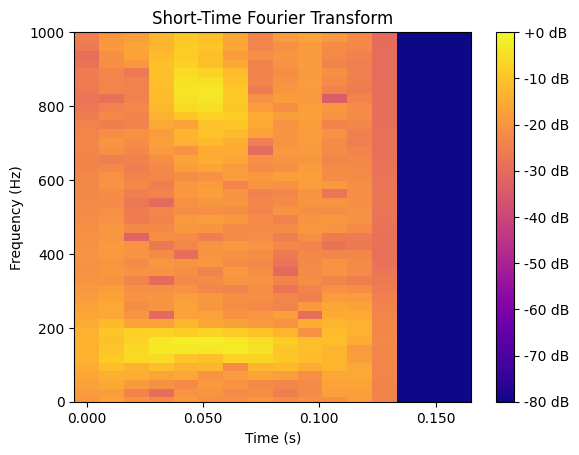 Short-Time Fourier Transform
Frequency (Hz)
1000
800
600
400
200
0
0.000
0.050
0.100
0.150
Time (s)
+0 dB
-10 dB
-20 dB
-30 dB
-40 dB
-50 dB
-60 dB
-70 dB
-80 dB